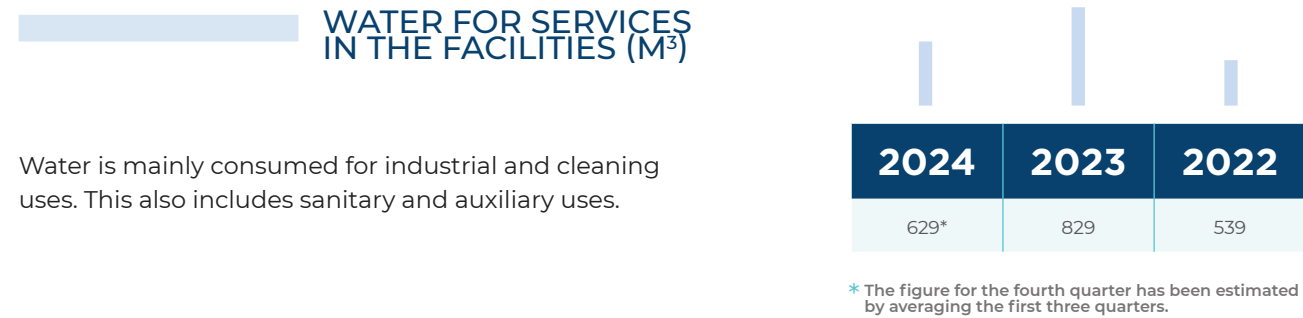 WATER FOR SERVICES
IN THE FACILITIES (M³)
Water is mainly consumed for industrial and cleaning
uses. This also includes sanitary and auxiliary uses.
2024 2023 2022
629* 829 539
* The figure for the fourth quarter has been estimated
by averaging the first three quarters.